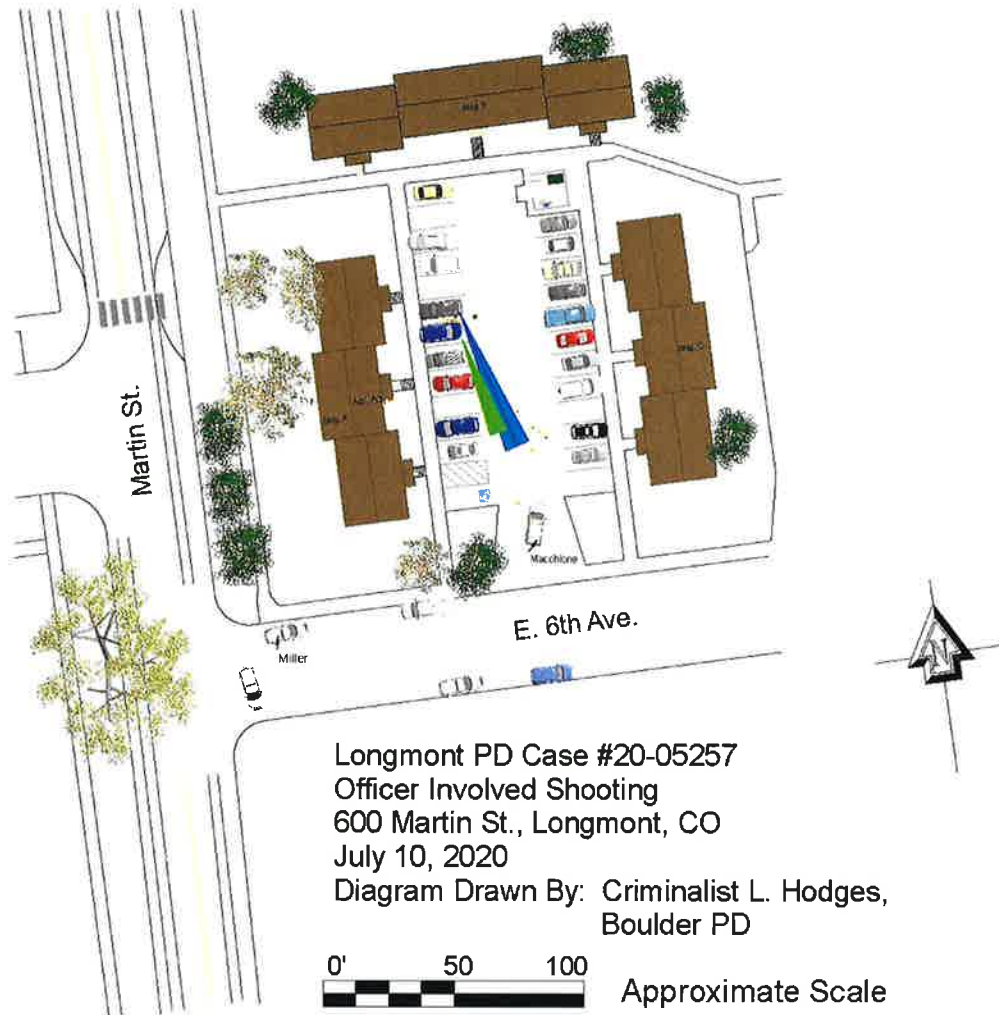 Martin St.
Macchione
E. 6th Ave.
Miller
N
Longmont PD Case #20-05257
Officer Involved Shooting
600 Martin St., Longmont, CO
July 10, 2020
Diagram Drawn By: Criminalist L. Hodges,
Boulder PD
0' 50 100
Approximate Scale